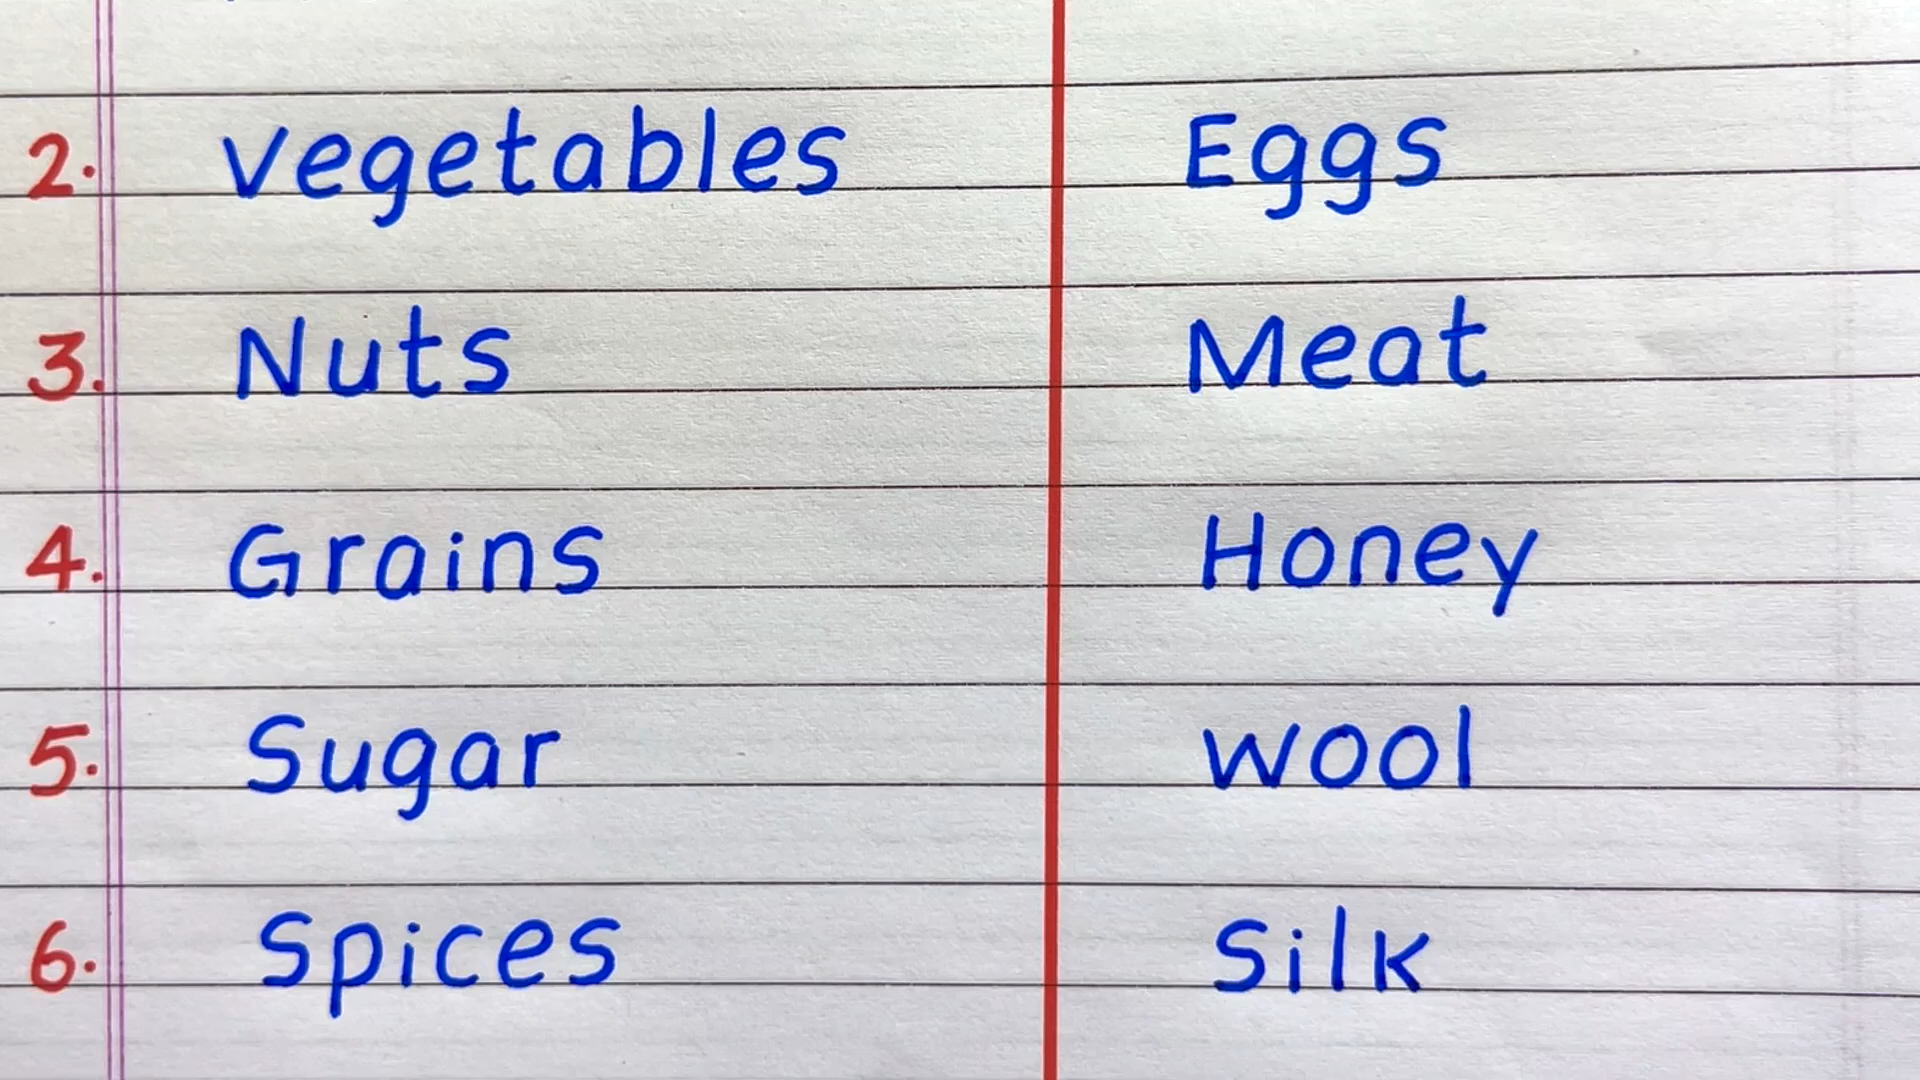 2. Vegetables Eggs
3. Nuts Meat
4. Grains Honey
5. Sugar wool
6. Spices Silk